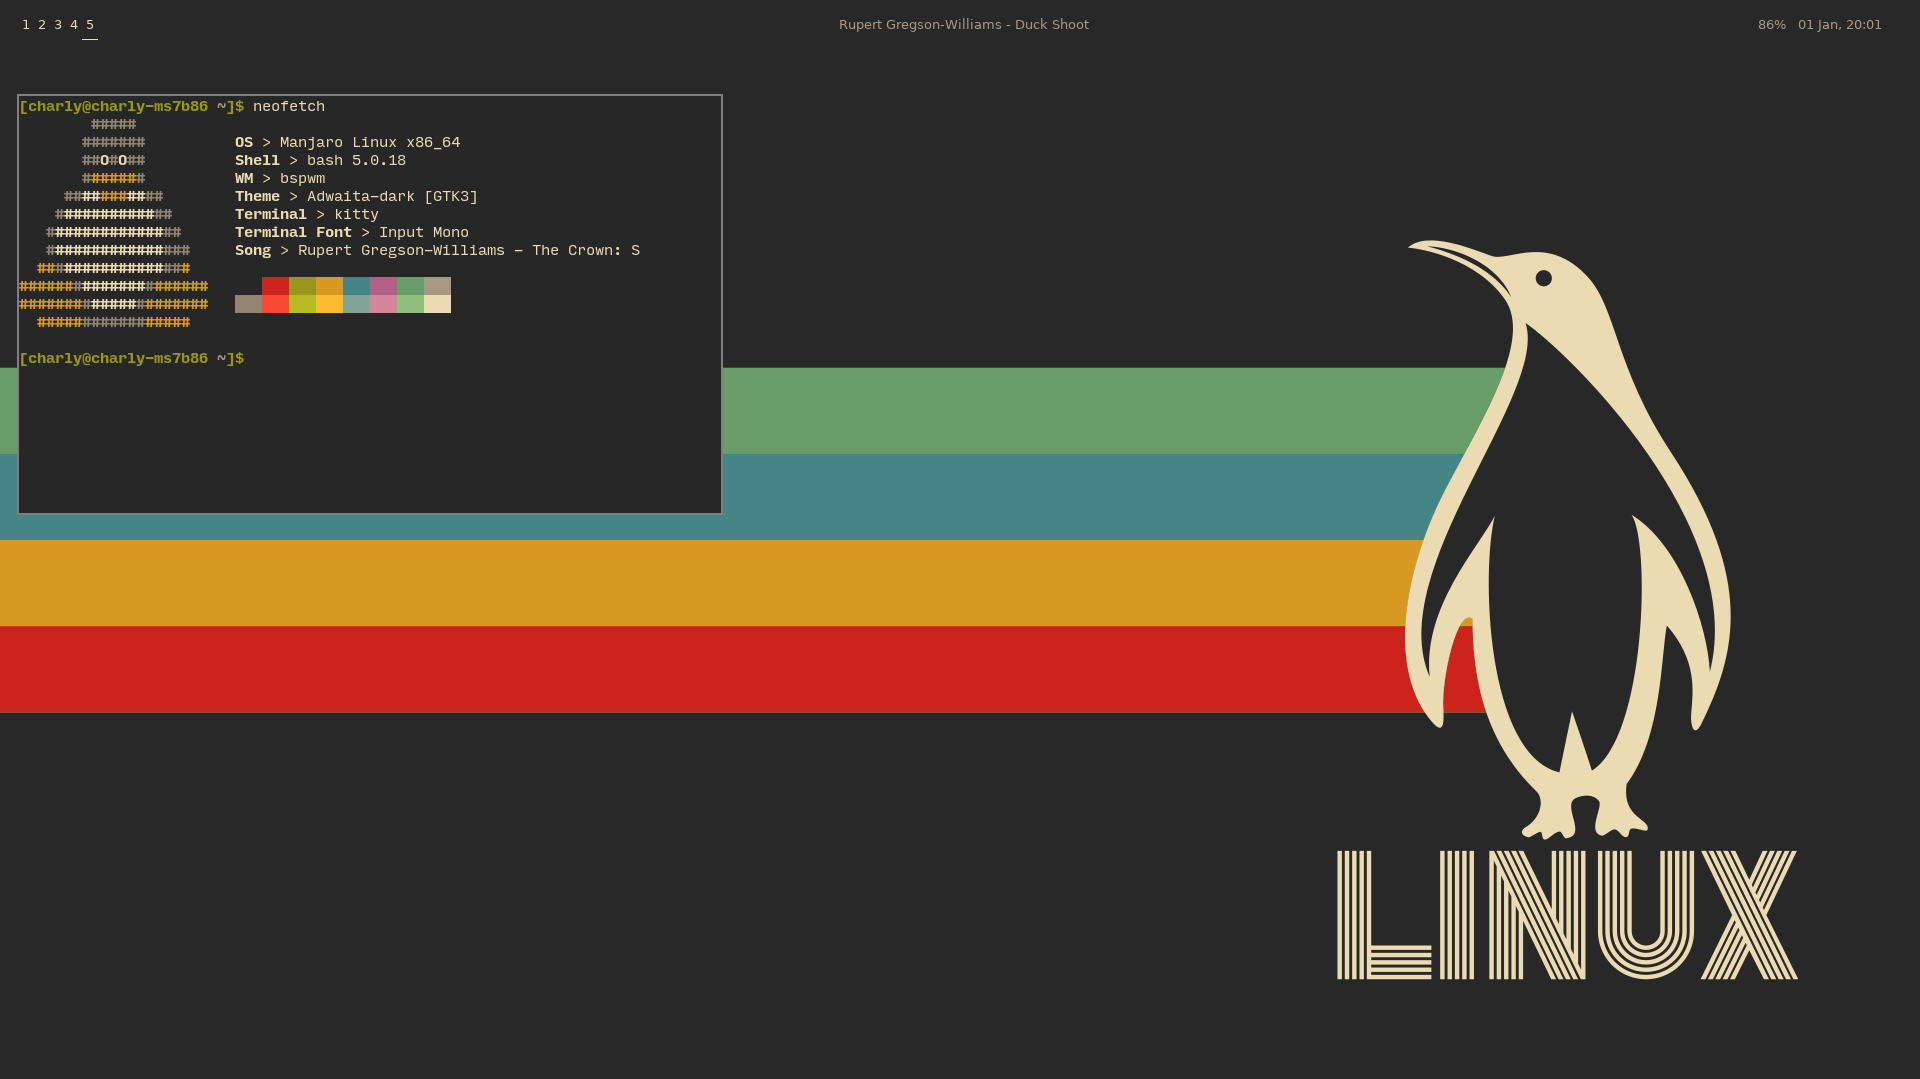 1 2 3 4 5
Rupert Gregson-Williams - Duck Shoot
86% 01 Jan, 20:01
[charly@charly-ms7b86 ~]$ neofetch
#####
#######
##O#O##
#######
###########
#############
###############
################
#################
#####################
#####################
#################
OS > Manjaro Linux x86_64
Shell > bash 5.0.18
WM > bspwm
Theme > Adwaita-dark [GTK3]
Terminal > kitty
Terminal Font > Input Mono
Song > Rupert Gregson-Williams - The Crown: S
[charly@charly-ms7b86 ~]$
LINUX